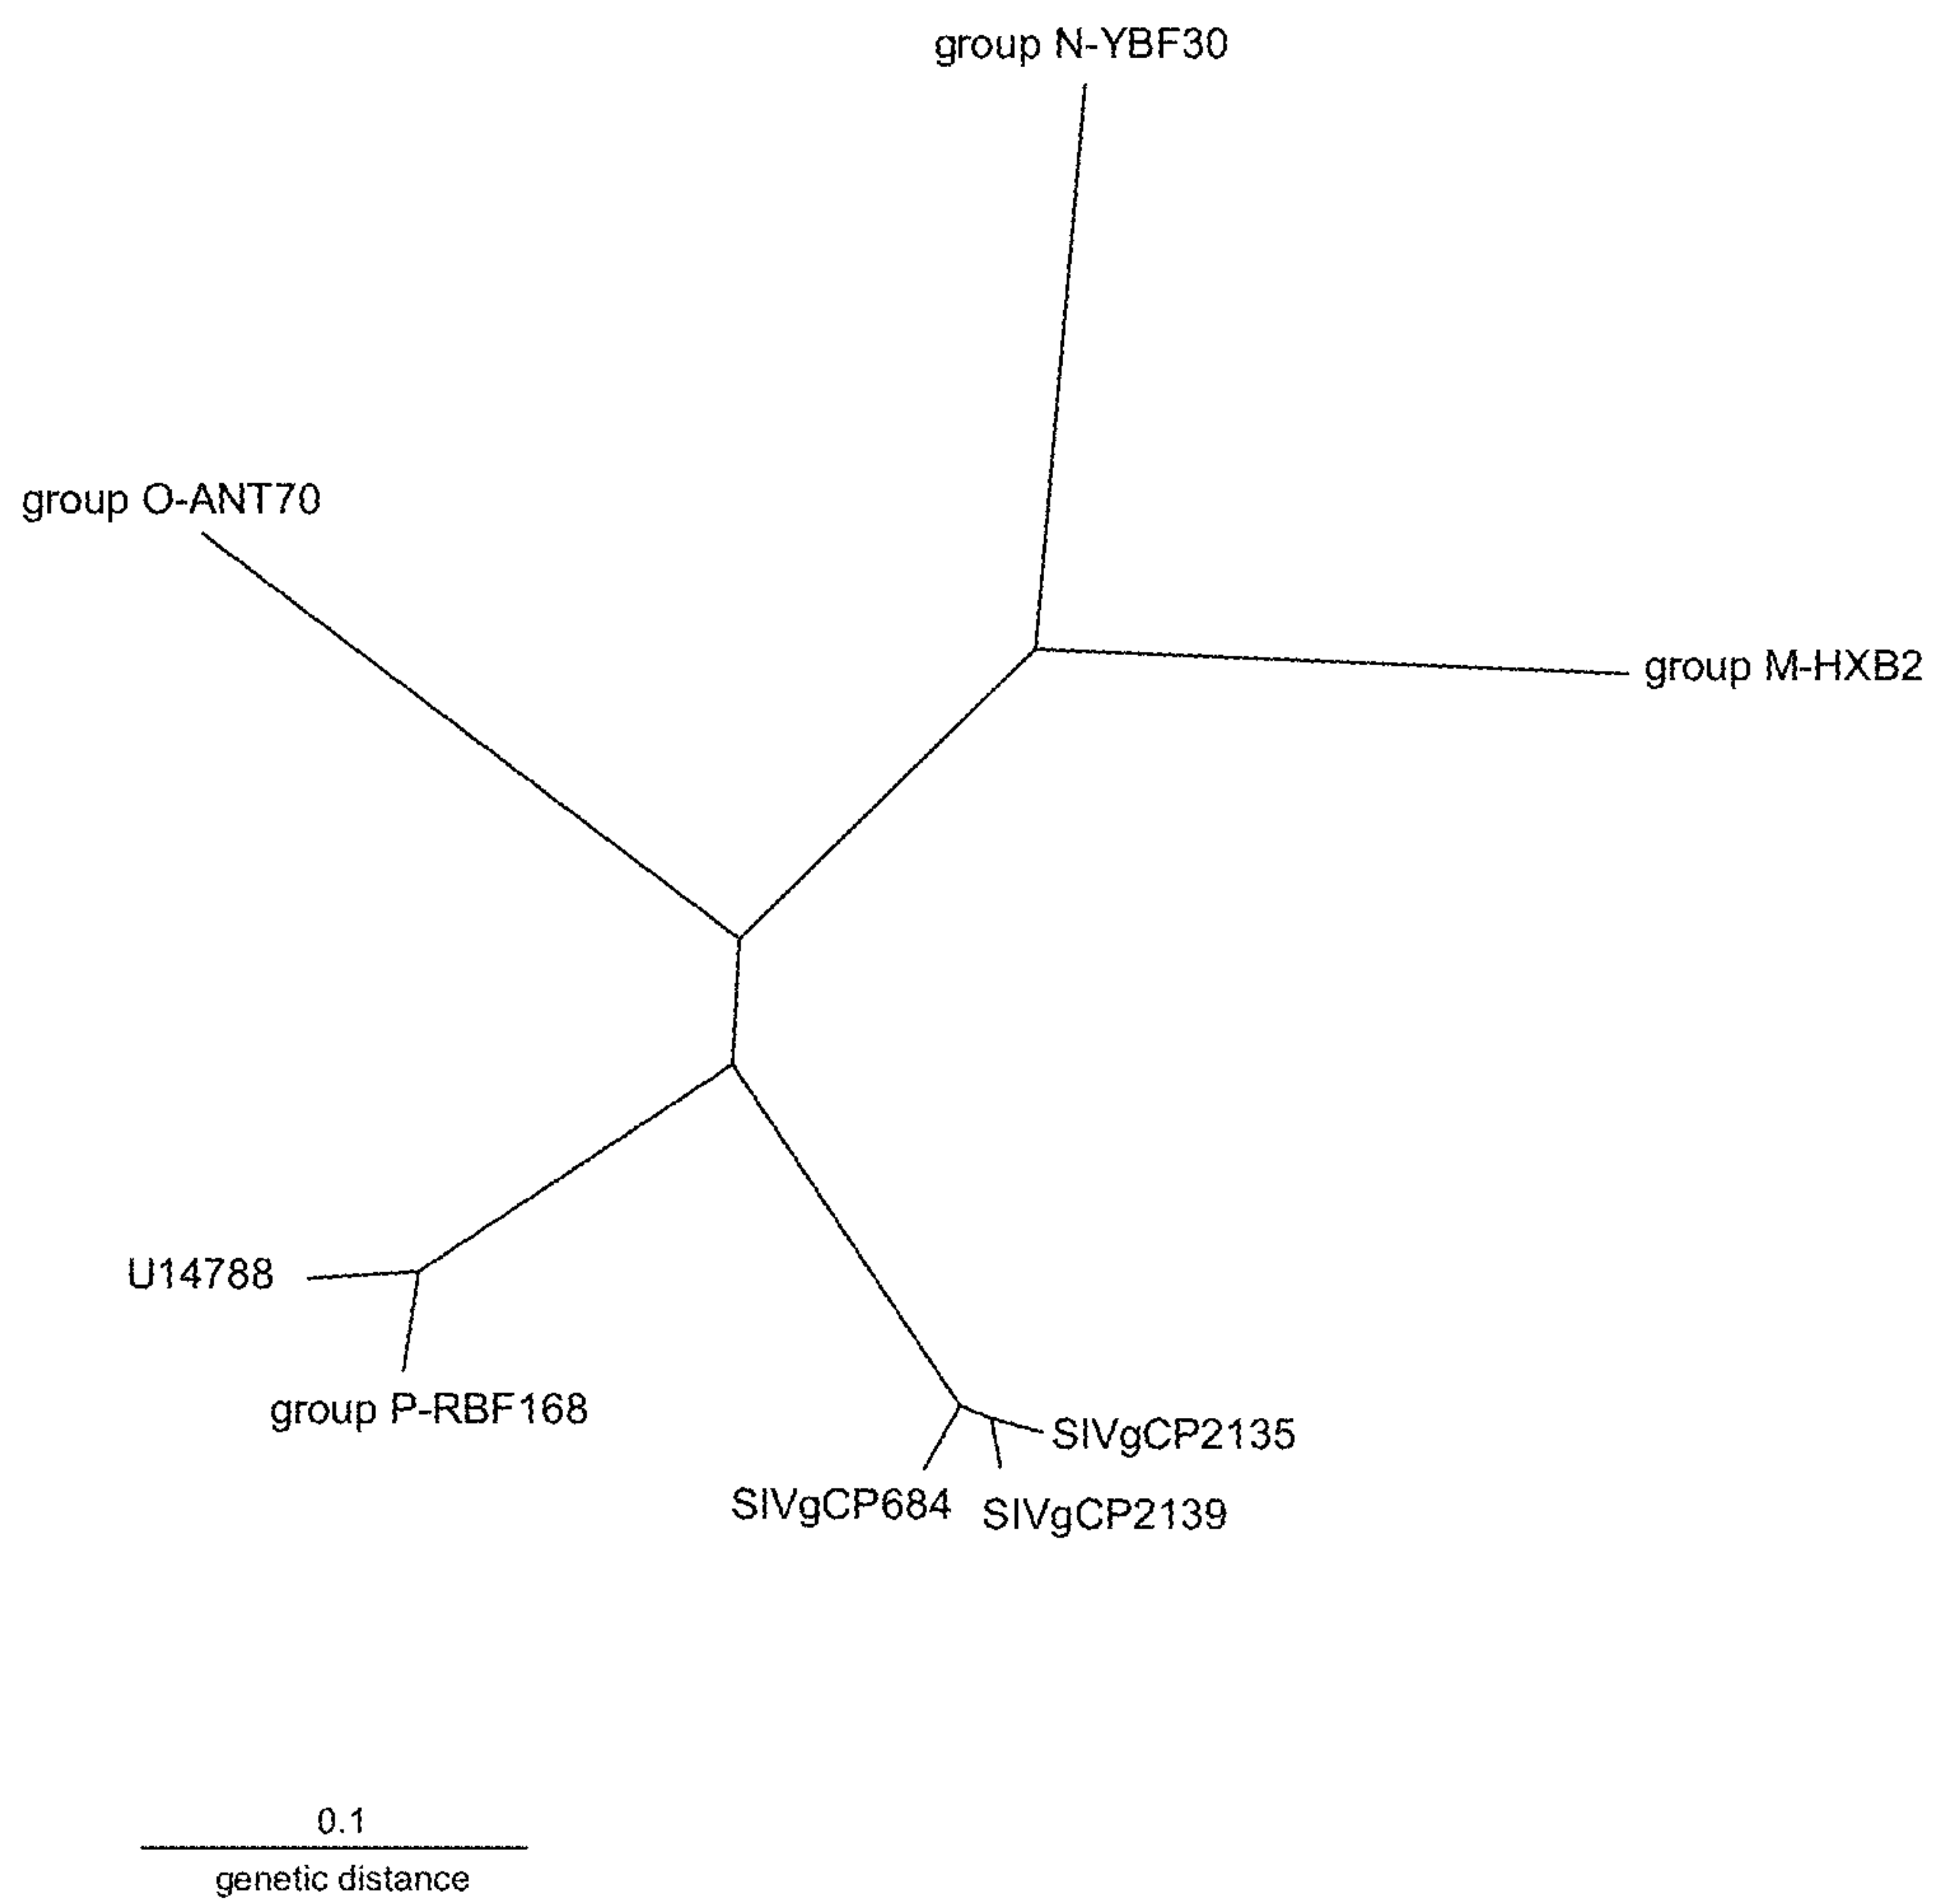 group N-YBF30
group O-ANT70
group M-HXB2
U14788
group P-RBF168
SIVgCP2135
SIVgCP684
SIVgCP2139
0.1
genetic distance